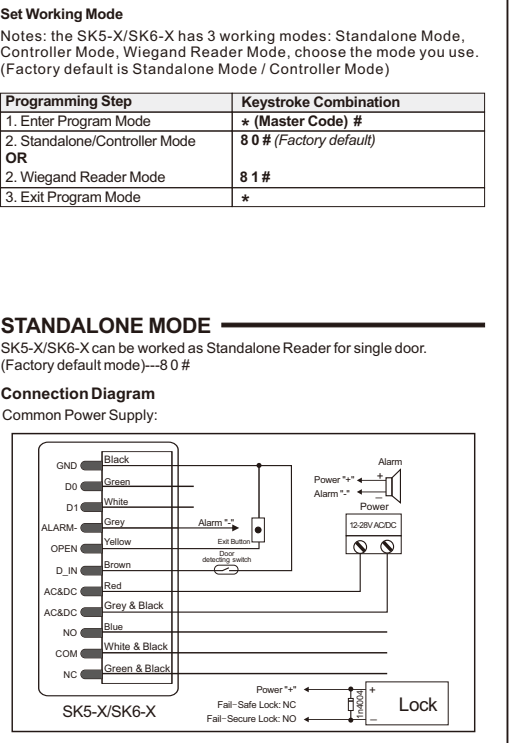 Set Working Mode
Notes: the SK5-X/SK6-X has 3 working modes: Standalone Mode,
Controller Mode, Wiegand Reader Mode, choose the mode you use.
(Factory default is Standalone Mode / Controller Mode)
Programming Step Keystroke Combination
1. Enter Program Mode * (Master Code) #
2. Standalone/Controller Mode 8 0 # (Factory default)
OR
2. Wiegand Reader Mode 8 1 #
3. Exit Program Mode *
STANDALONE MODE
SK5-X/SK6-X can be worked as Standalone Reader for single door.
(Factory default mode)---8 0 #
Connection Diagram
Common Power Supply:
GND Black
D0 Green
D1 White
ALARM- Grey Alarm "-"
OPEN Yellow Exit Button
Door
detecting switch
D_IN Brown
AC&DC Red
AC&DC Grey & Black
NO Blue
COM White & Black
NC Green & Black
SK5-X/SK6-X
Alarm
Power "+" +
Alarm "-" –
Power
12-28V AC/DC
Power "+" +
Fail-Safe Lock: NC 1n4004 Lock
Fail-Secure Lock: NO –